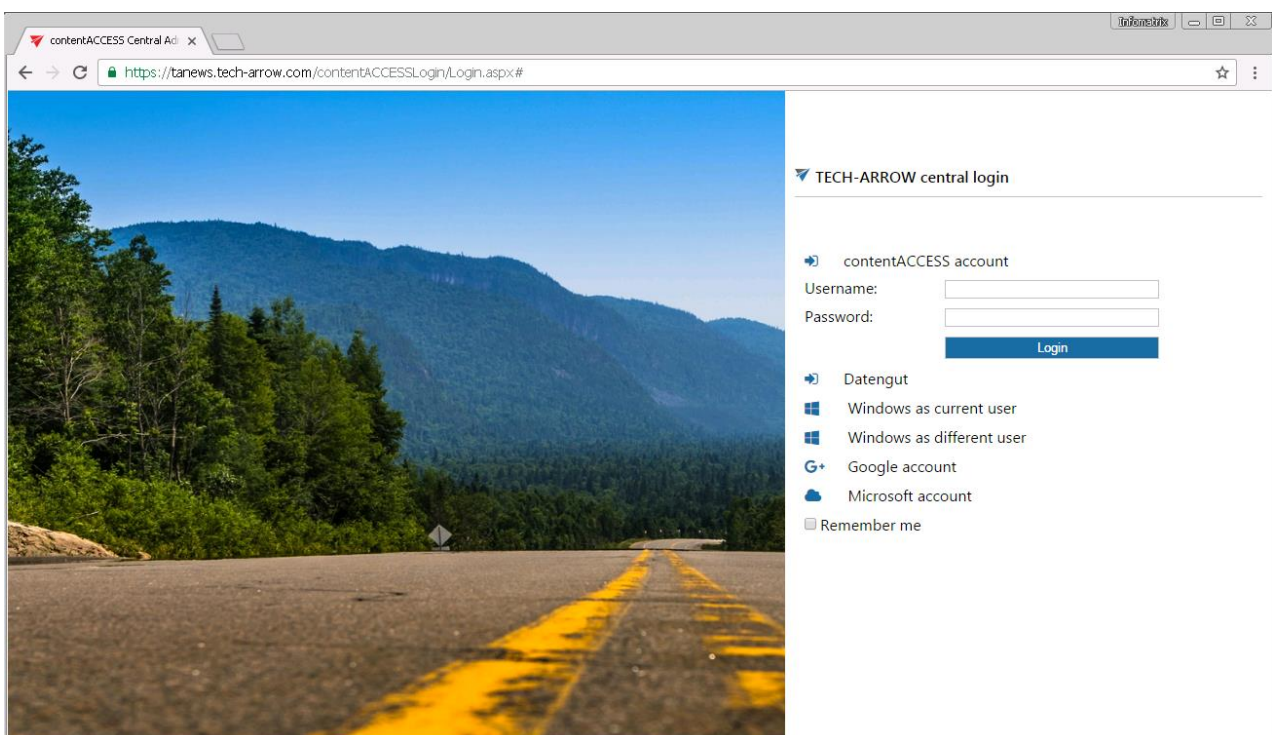 Infometrix
contentACCESS Central Ad
https://tanews.tech-arrow.com/contentACCESSLogin/Login.aspx#
TECH-ARROW central login
contentACCESS account
Username:
Password:
Login
Datengut
Windows as current user
Windows as different user
G+ Google account
Microsoft account
Remember me